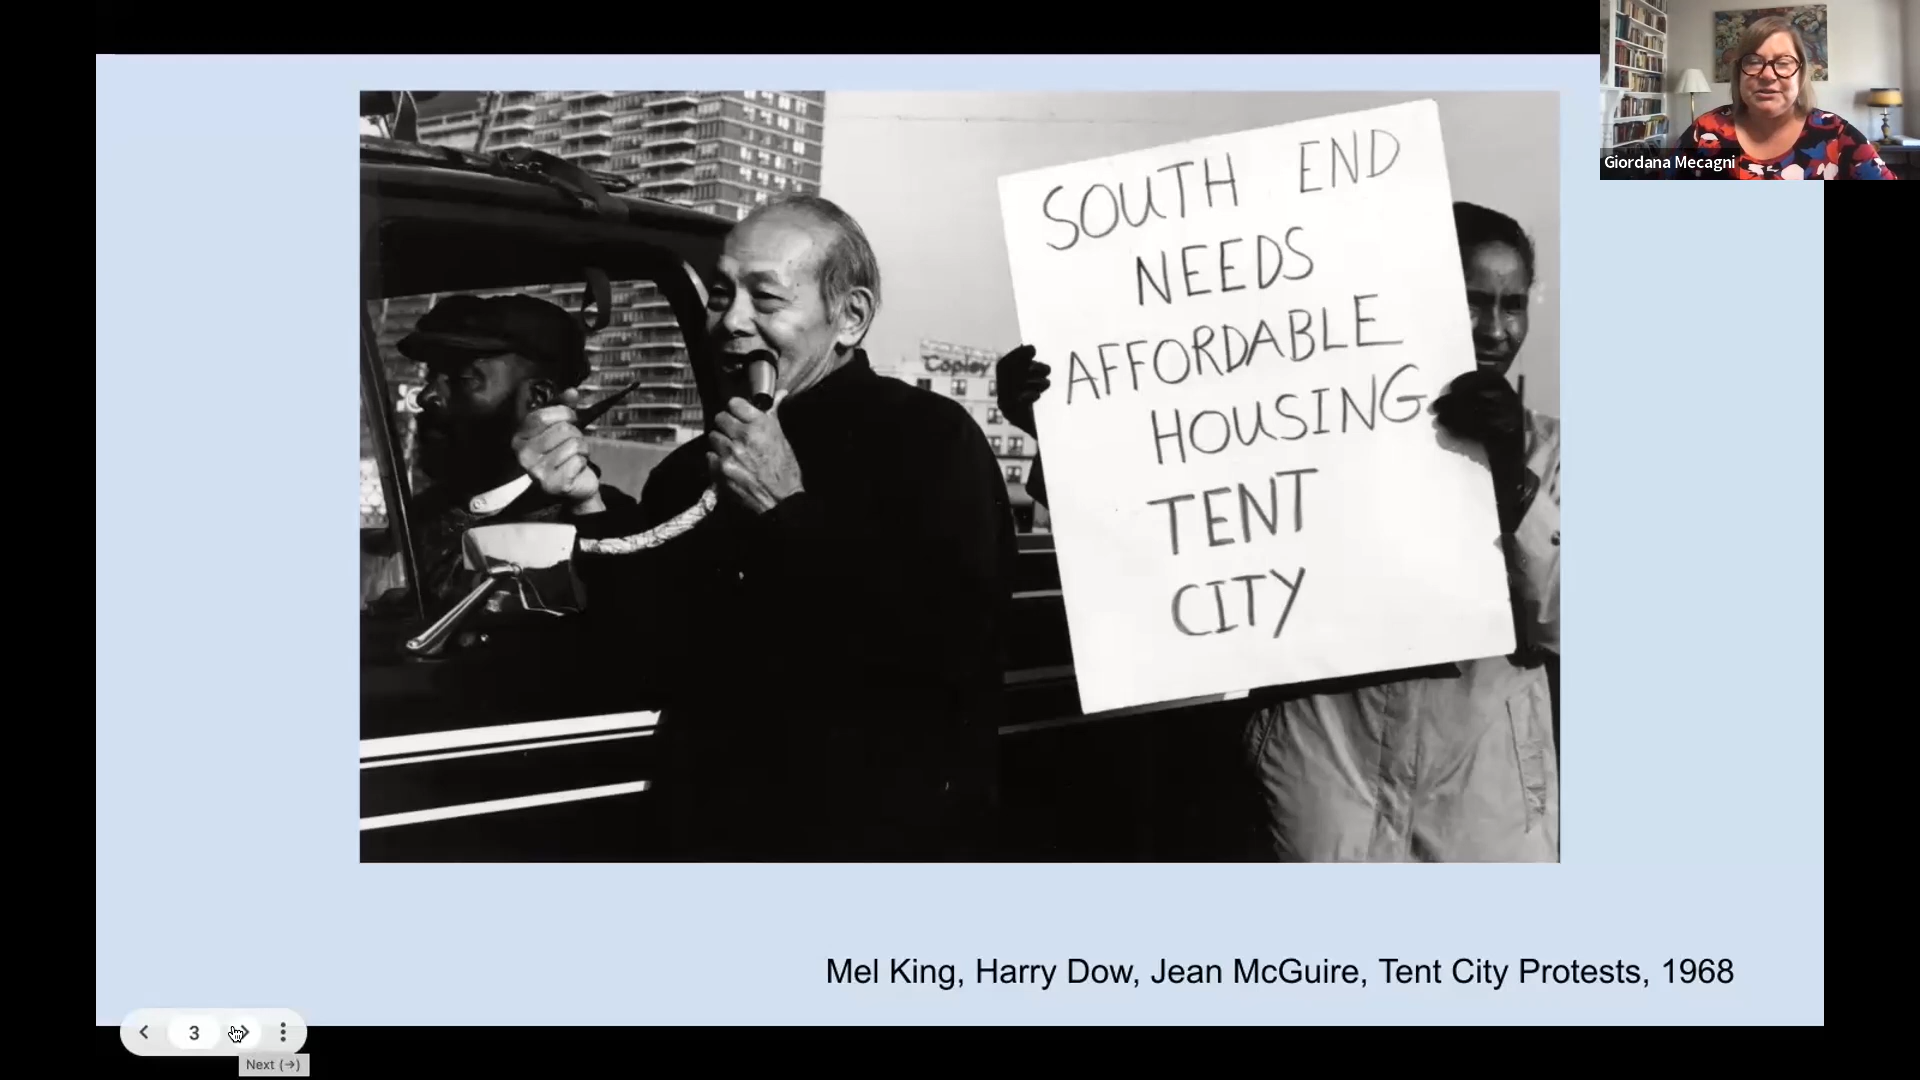 Giordana Mecagni
SOUTH END
NEEDS
AFFORDABLE
HOUSING
TENT
CITY
Copley
Mel King, Harry Dow, Jean McGuire, Tent City Protests, 1968
3
Next (→)